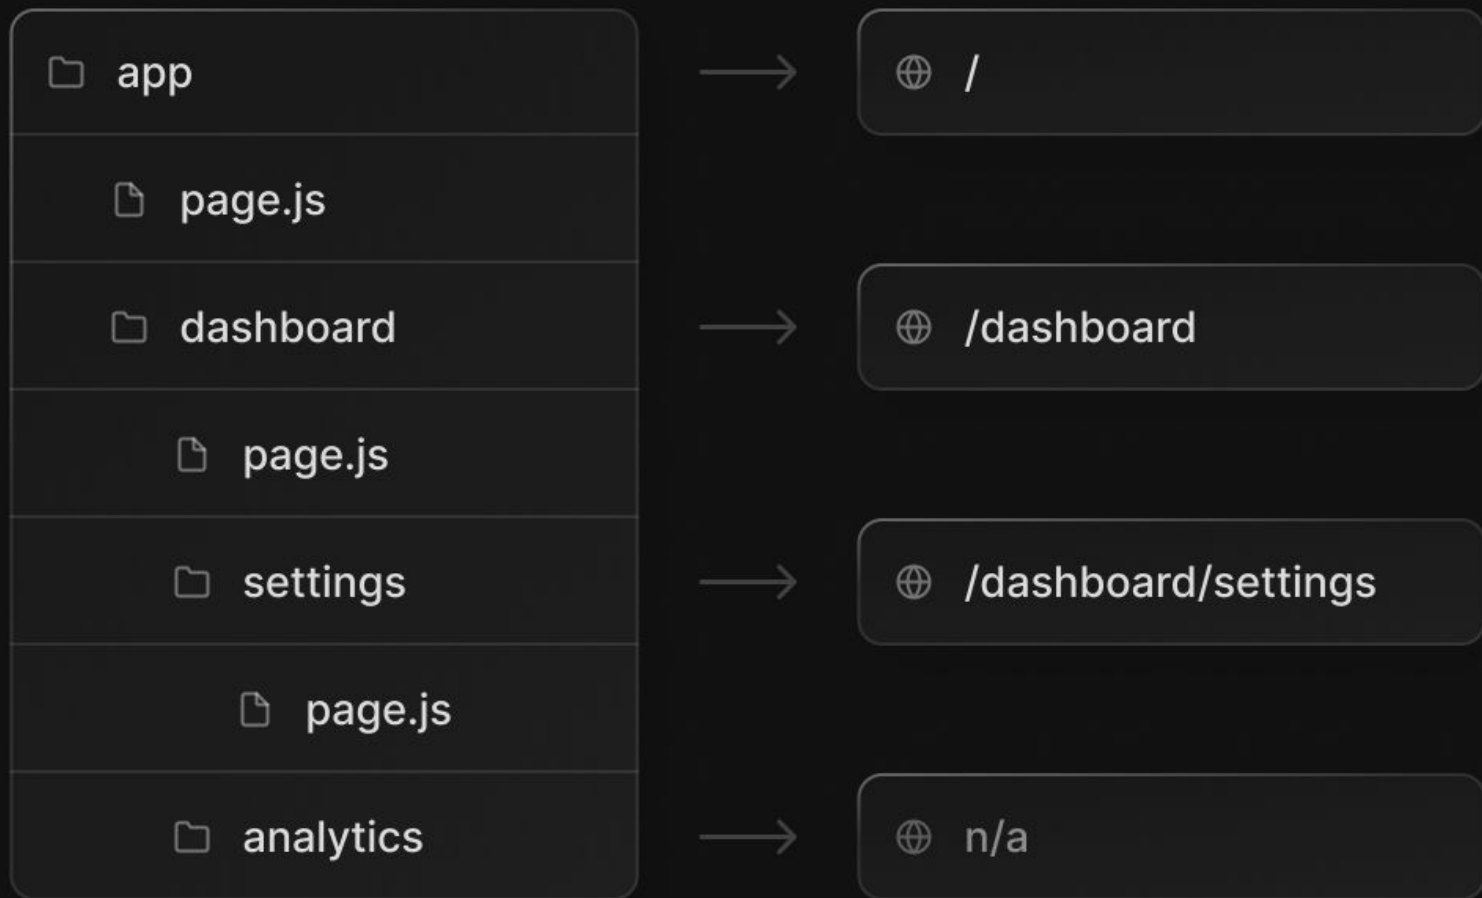 app
/
page.js
dashboard
/dashboard
page.js
settings
/dashboard/settings
page.js
analytics
n/a